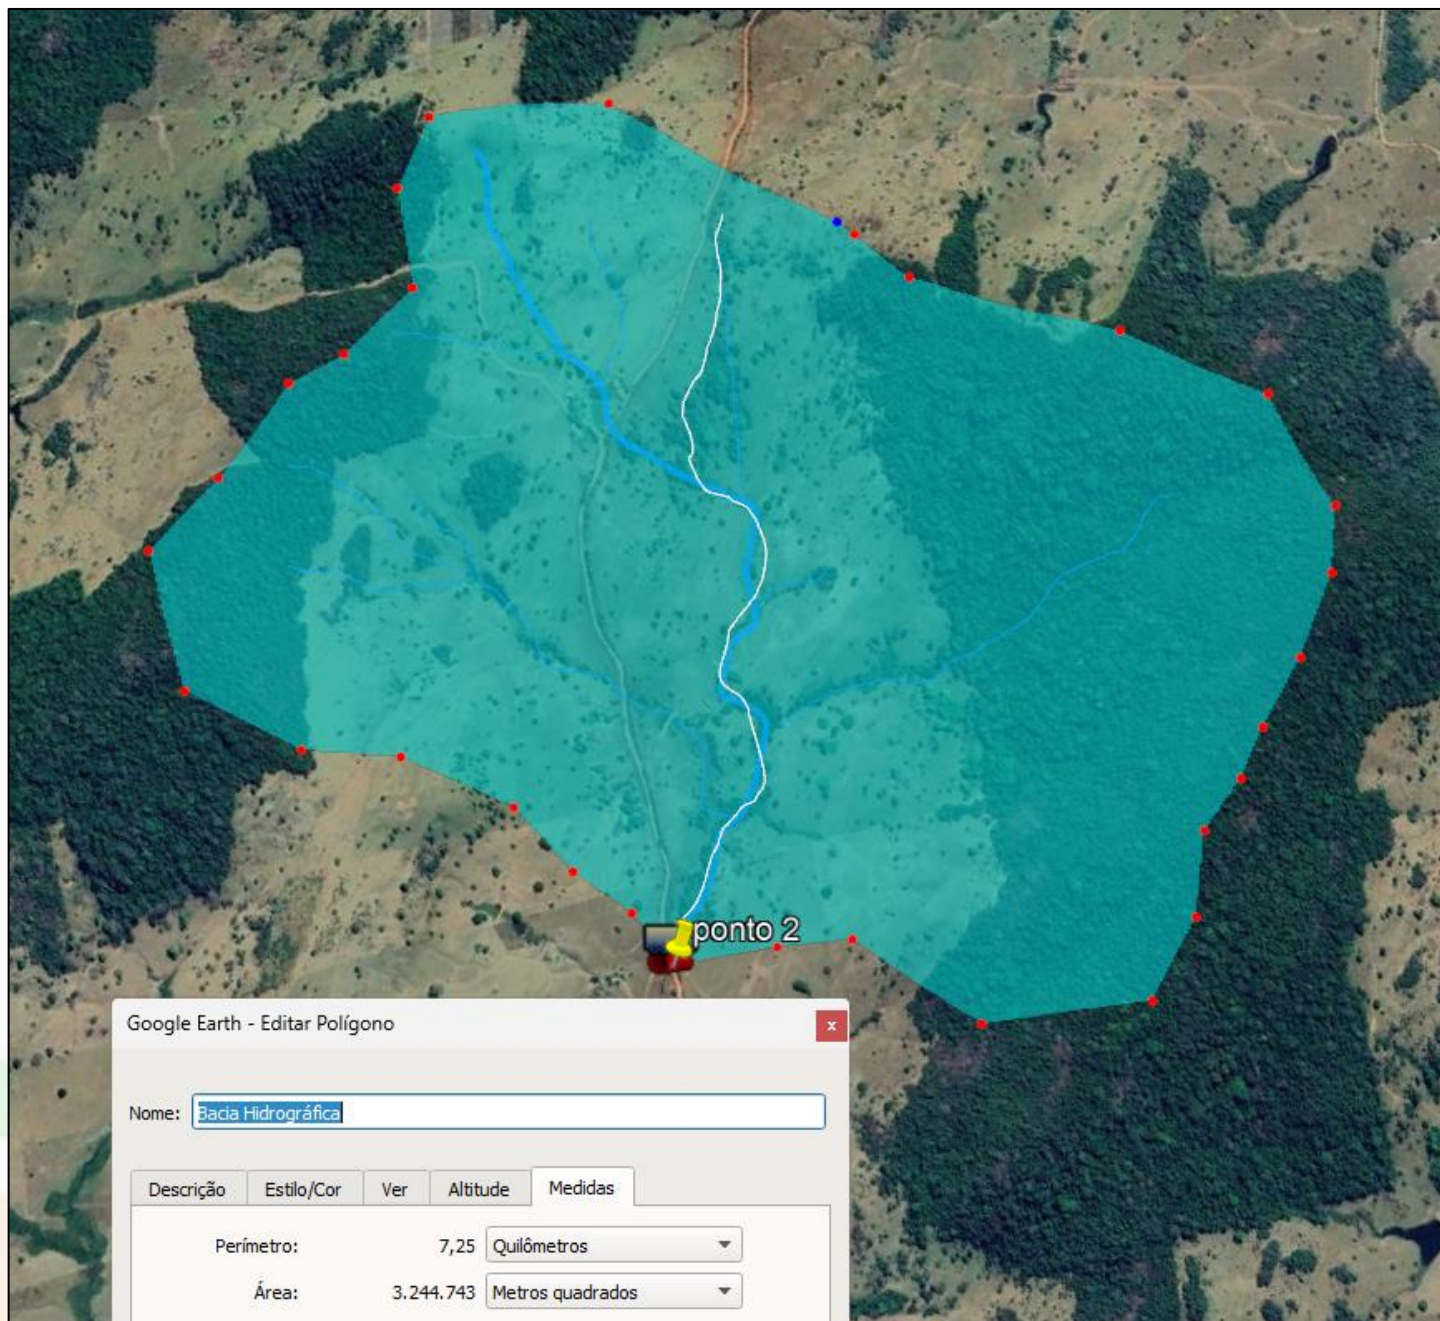 ponto 2
Google Earth - Editar Polígono
x
Nome: Bacia Hidrográfica
Descrição Estilo/Cor Ver Altitude Medidas
Perímetro: 7,25 Quilômetros
Área: 3.244.743 Metros quadrados